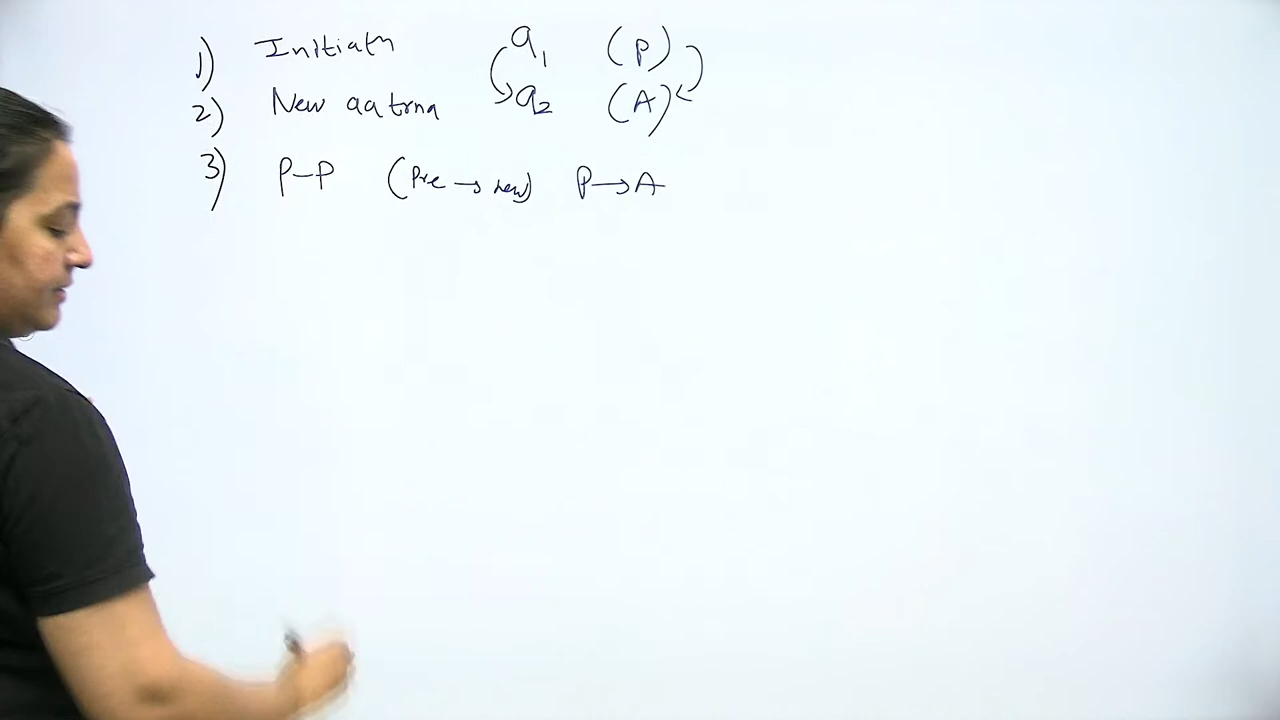 1) Initiatn a1 (P)
2) New aatrna a2 (A)
3) P-P (Pre → new) P → A